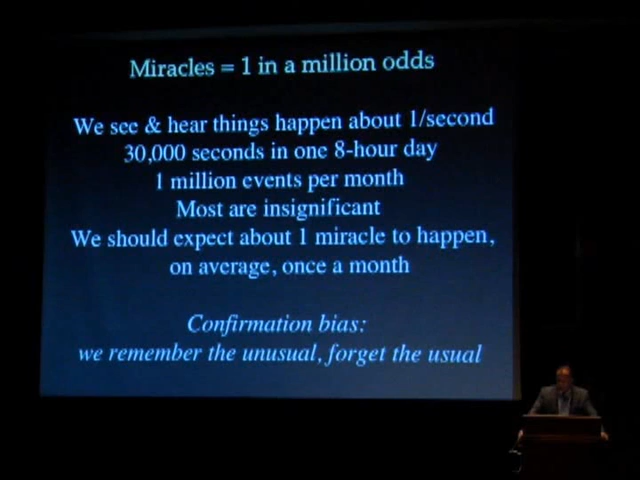 Miracles = 1 in a million odds
We see & hear things happen about 1/second
30,000 seconds in one 8-hour day
1 million events per month
Most are insignificant
We should expect about 1 miracle to happen,
on average, once a month
Confirmation bias:
we remember the unusual, forget the usual